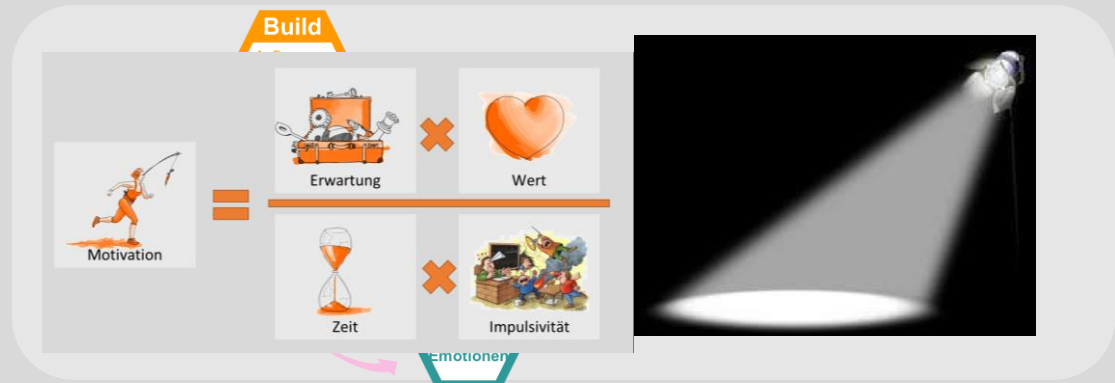 Build
Erwartung
Wert
Motivation
Zeit
Impulsivität
Emotionen